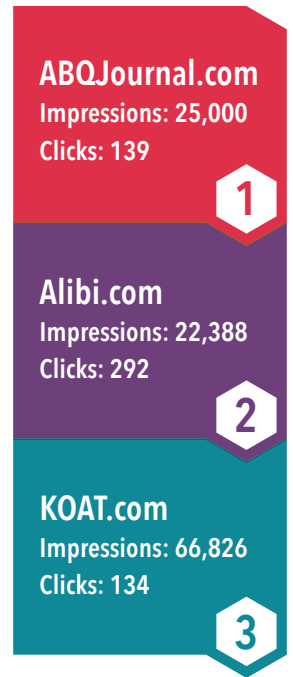 ABQJournal.com
Impressions: 25,000
Clicks: 139
1
Alibi.com
Impressions: 22,388
Clicks: 292
2
KOAT.com
Impressions: 66,826
Clicks: 134
3